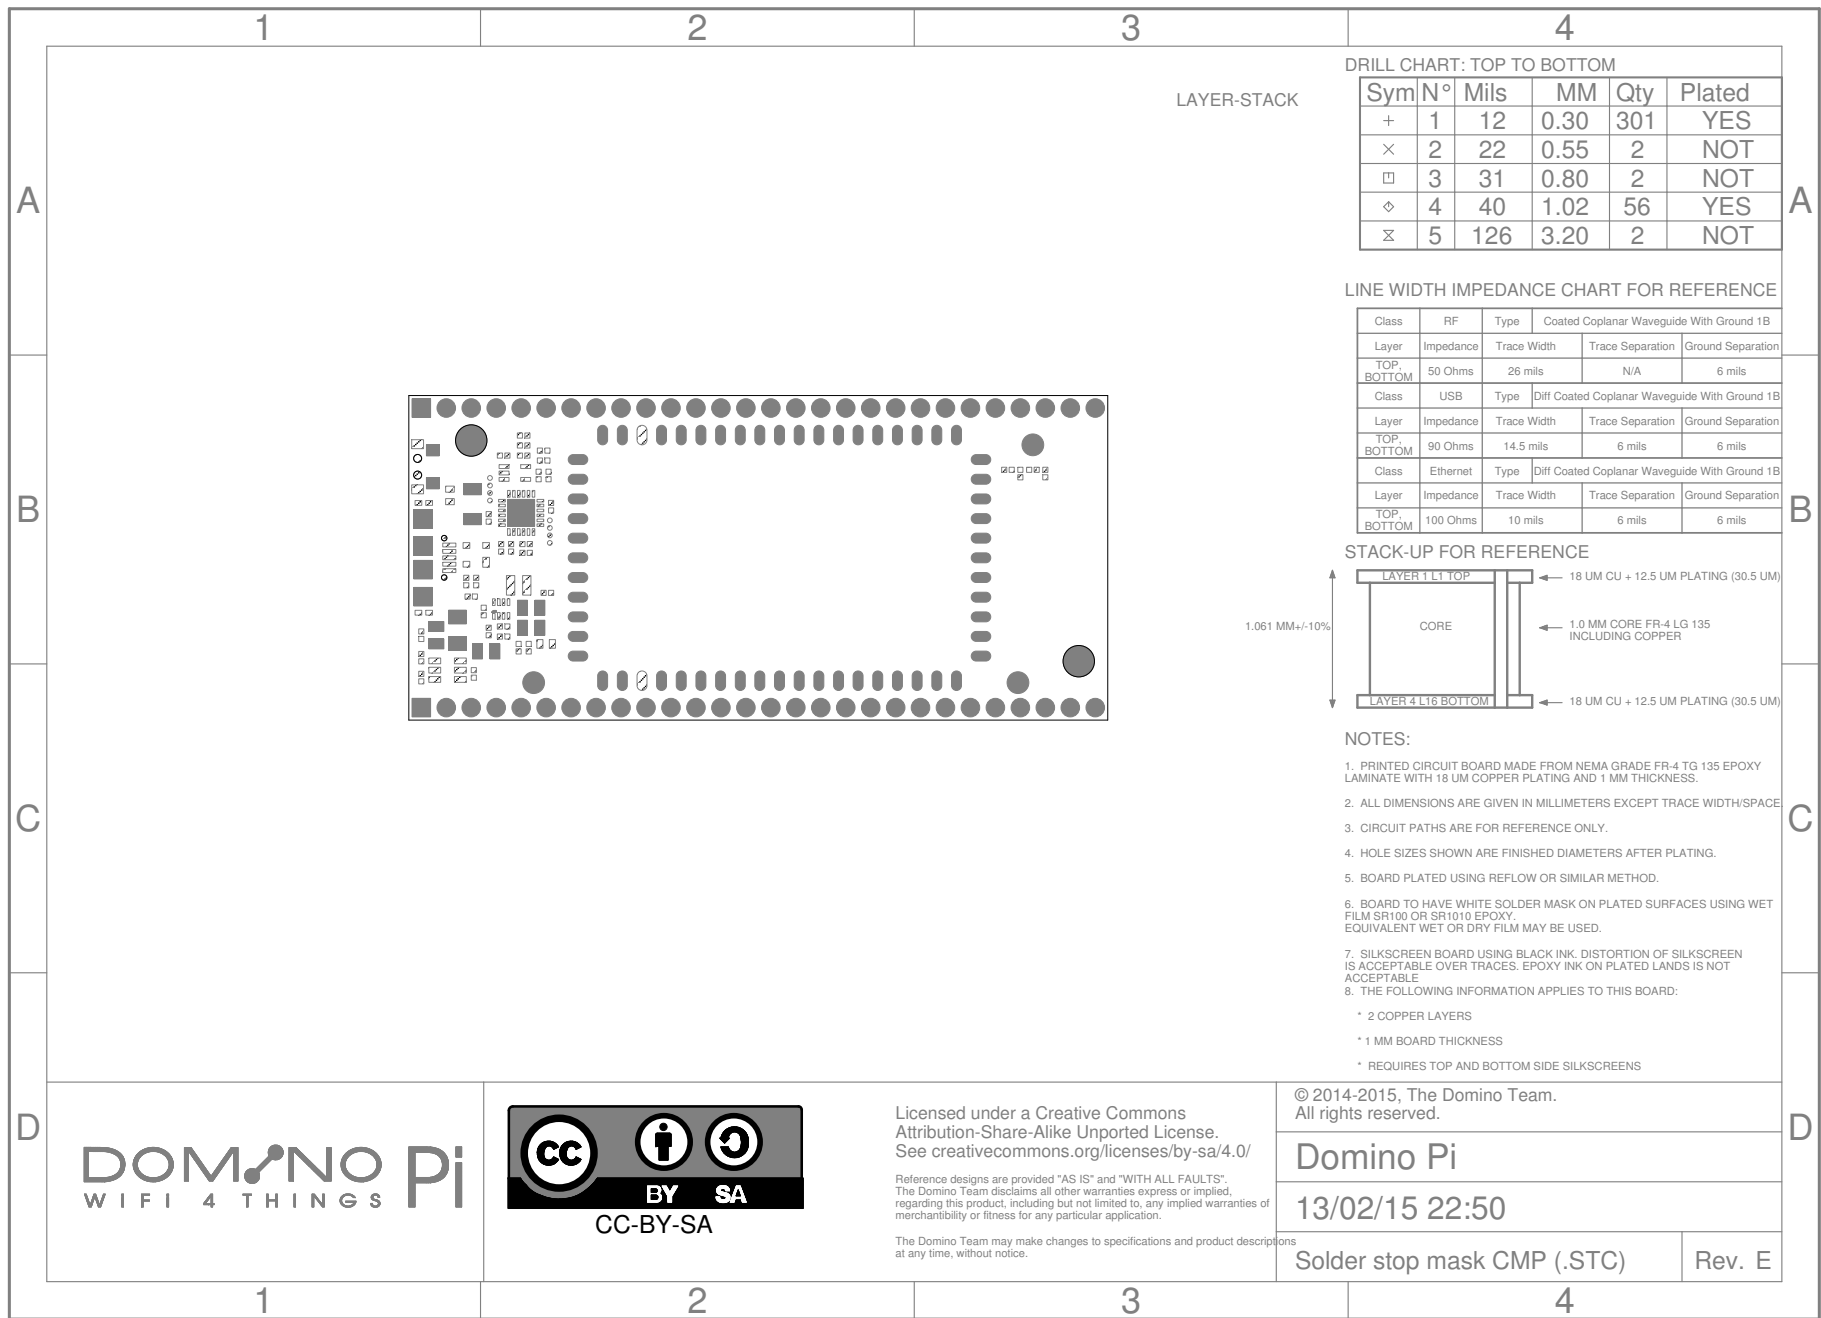 1 2 3 4
A
B
C
D
LAYER-STACK
DRILL CHART: TOP TO BOTTOM
Sym N° Mils MM Qty Plated
+ 1 12 0.30 301 YES
2 22 0.55 2 NOT
3 31 0.80 2 NOT
4 40 1.02 56 YES
5 126 3.20 2 NOT
A
B
C
D
LINE WIDTH IMPEDANCE CHART FOR REFERENCE
Class RF Type Coated Coplanar Waveguide With Ground 1B
Layer Impedance Trace Width Trace Separation Ground Separation
TOP, BOTTOM 50 Ohms 26 mils N/A 6 mils
Class USB Type Diff Coated Coplanar Waveguide With Ground 1B
Layer Impedance Trace Width Trace Separation Ground Separation
TOP, BOTTOM 90 Ohms 14.5 mils 6 mils 6 mils
Class Ethernet Type Diff Coated Coplanar Waveguide With Ground 1B
Layer Impedance Trace Width Trace Separation Ground Separation
TOP, BOTTOM 100 Ohms 10 mils 6 mils 6 mils
STACK-UP FOR REFERENCE
LAYER 1 L1 TOP
18 UM CU + 12.5 UM PLATING (30.5 UM)
1.061 MM+/-10%
CORE
1.0 MM CORE FR-4 LG 135
INCLUDING COPPER
LAYER 4 L16 BOTTOM
18 UM CU + 12.5 UM PLATING (30.5 UM)
NOTES:
1. PRINTED CIRCUIT BOARD MADE FROM NEMA GRADE FR-4 TG 135 EPOXY
LAMINATE WITH 18 UM COPPER PLATING AND 1 MM THICKNESS.
2. ALL DIMENSIONS ARE GIVEN IN MILLIMETERS EXCEPT TRACE WIDTH/SPACE
3. CIRCUIT PATHS ARE FOR REFERENCE ONLY.
4. HOLE SIZES SHOWN ARE FINISHED DIAMETERS AFTER PLATING.
5. BOARD PLATED USING REFLOW OR SIMILAR METHOD.
6. BOARD TO HAVE WHITE SOLDER MASK ON PLATED SURFACES USING WET
FILM SR100 OR SR1010 EPOXY.
EQUIVALENT WET OR DRY FILM MAY BE USED.
7. SILKSCREEN BOARD USING BLACK INK. DISTORTION OF SILKSCREEN
IS ACCEPTABLE OVER TRACES. EPOXY INK ON PLATED LANDS IS NOT
ACCEPTABLE
8. THE FOLLOWING INFORMATION APPLIES TO THIS BOARD:
* 2 COPPER LAYERS
* 1 MM BOARD THICKNESS
* REQUIRES TOP AND BOTTOM SIDE SILKSCREENS
DOMINO Pi
WIFI 4 THINGS
CC
BY SA
CC-BY-SA
Licensed under a Creative Commons
Attribution-Share-Alike Unported License.
See creativecommons.org/licenses/by-sa/4.0/
Reference designs are provided "AS IS" and "WITH ALL FAULTS".
The Domino Team disclaims all other warranties express or implied,
regarding this product, including but not limited to, any implied warranties of
merchantibility or fitness for any particular application.
The Domino Team may make changes to specifications and product descriptions
at any time, without notice.
© 2014-2015, The Domino Team.
All rights reserved.
Domino Pi
13/02/15 22:50
Solder stop mask CMP (.STC) Rev. E
1 2 3 4